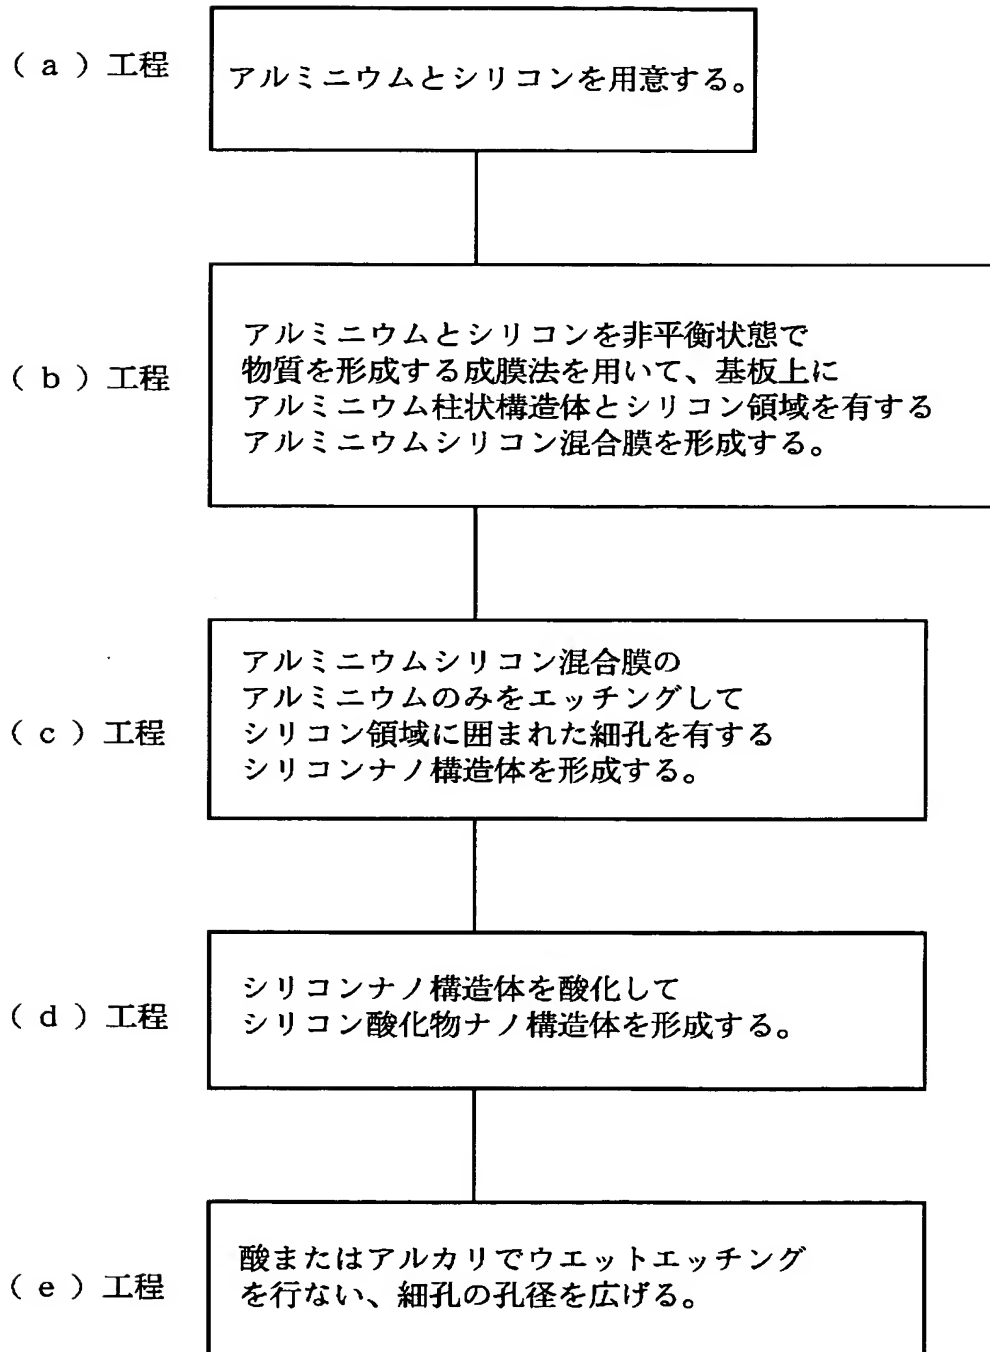 (a)工程
アルミニウムとシリコンを用意する。
(b)工程
アルミニウムとシリコンを非平衡状態で
物質を形成する成膜法を用いて、基板上に
アルミニウム柱状構造体とシリコン領域を有する
アルミニウムシリコン混合膜を形成する。
(c)工程
アルミニウムシリコン混合膜の
アルミニウムのみをエッチングして
シリコン領域に囲まれた細孔を有する
シリコンナノ構造体を形成する。
(d)工程
シリコンナノ構造体を酸化して
シリコン酸化物ナノ構造体を形成する。
(e)工程
酸またはアルカリでウエットエッチング
を行ない、細孔の孔径を広げる。